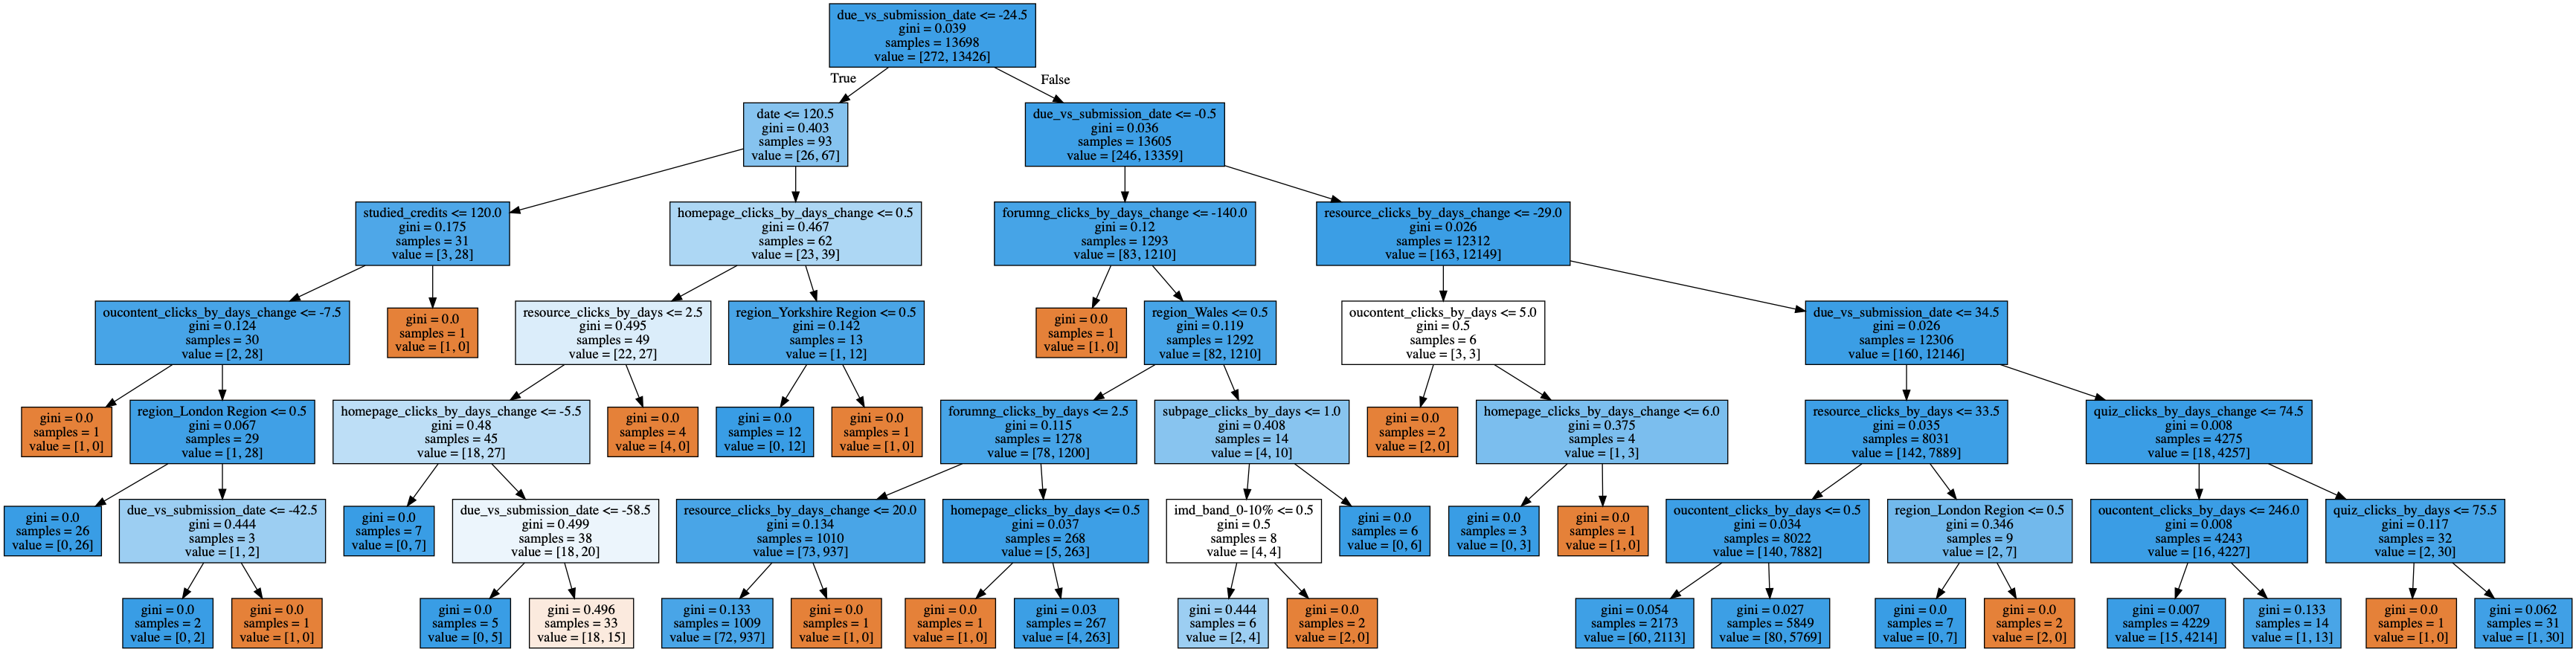 due_vs_submission_date <= -24.5
gini = 0.039
samples = 13698
value = [272, 13426]
True
False
date <= 120.5
gini = 0.403
samples = 93
value = [26, 67]
due_vs_submission_date <= -0.5
gini = 0.036
samples = 13605
value = [246, 13359]
studied_credits <= 120.0
gini = 0.175
samples = 31
value = [3, 28]
homepage_clicks_by_days_change <= 0.5
gini = 0.467
samples = 62
value = [23, 39]
forumng_clicks_by_days_change <= -140.0
gini = 0.12
samples = 1293
value = [83, 1210]
resource_clicks_by_days_change <= -29.0
gini = 0.026
samples = 12312
value = [163, 12149]
oucontent_clicks_by_days_change <= -7.5
gini = 0.124
samples = 30
value = [2, 28]
gini = 0.0
samples = 1
value = [1, 0]
resource_clicks_by_days <= 2.5
gini = 0.495
samples = 49
value = [22, 27]
region_Yorkshire Region <= 0.5
gini = 0.142
samples = 13
value = [1, 12]
gini = 0.0
samples = 1
value = [1, 0]
region_Wales <= 0.5
gini = 0.119
samples = 1292
value = [82, 1210]
oucontent_clicks_by_days <= 5.0
gini = 0.5
samples = 6
value = [3, 3]
due_vs_submission_date <= 34.5
gini = 0.026
samples = 12306
value = [160, 12146]
gini = 0.0
samples = 1
value = [1, 0]
region_London Region <= 0.5
gini = 0.067
samples = 29
value = [1, 28]
homepage_clicks_by_days_change <= -5.5
gini = 0.48
samples = 45
value = [18, 27]
gini = 0.0
samples = 4
value = [4, 0]
gini = 0.0
samples = 12
value = [0, 12]
gini = 0.0
samples = 1
value = [1, 0]
forumng_clicks_by_days <= 2.5
gini = 0.115
samples = 1278
value = [78, 1200]
subpage_clicks_by_days <= 1.0
gini = 0.408
samples = 14
value = [4, 10]
gini = 0.0
samples = 2
value = [2, 0]
homepage_clicks_by_days_change <= 6.0
gini = 0.375
samples = 4
value = [1, 3]
resource_clicks_by_days <= 33.5
gini = 0.035
samples = 8031
value = [142, 7889]
quiz_clicks_by_days_change <= 74.5
gini = 0.008
samples = 4275
value = [18, 4257]
gini = 0.0
samples = 26
value = [0, 26]
due_vs_submission_date <= -42.5
gini = 0.444
samples = 3
value = [1, 2]
gini = 0.0
samples = 7
value = [0, 7]
due_vs_submission_date <= -58.5
gini = 0.499
samples = 38
value = [18, 20]
resource_clicks_by_days_change <= 20.0
gini = 0.134
samples = 1010
value = [73, 937]
homepage_clicks_by_days <= 0.5
gini = 0.037
samples = 268
value = [5, 263]
imd_band_0-10% <= 0.5
gini = 0.5
samples = 8
value = [4, 4]
gini = 0.0
samples = 6
value = [0, 6]
gini = 0.0
samples = 3
value = [0, 3]
gini = 0.0
samples = 1
value = [1, 0]
oucontent_clicks_by_days <= 0.5
gini = 0.034
samples = 8022
value = [140, 7882]
region_London Region <= 0.5
gini = 0.346
samples = 9
value = [2, 7]
oucontent_clicks_by_days <= 246.0
gini = 0.008
samples = 4243
value = [16, 4227]
quiz_clicks_by_days <= 75.5
gini = 0.117
samples = 32
value = [2, 30]
gini = 0.0
samples = 2
value = [0, 2]
gini = 0.0
samples = 1
value = [1, 0]
gini = 0.0
samples = 5
value = [0, 5]
gini = 0.496
samples = 33
value = [18, 15]
gini = 0.133
samples = 1009
value = [72, 937]
gini = 0.0
samples = 1
value = [1, 0]
gini = 0.0
samples = 1
value = [1, 0]
gini = 0.03
samples = 267
value = [4, 263]
gini = 0.444
samples = 6
value = [2, 4]
gini = 0.0
samples = 2
value = [2, 0]
gini = 0.054
samples = 2173
value = [60, 2113]
gini = 0.027
samples = 5849
value = [80, 5769]
gini = 0.0
samples = 7
value = [0, 7]
gini = 0.0
samples = 2
value = [2, 0]
gini = 0.007
samples = 4229
value = [15, 4214]
gini = 0.133
samples = 14
value = [1, 13]
gini = 0.0
samples = 1
value = [1, 0]
gini = 0.062
samples = 31
value = [1, 30]